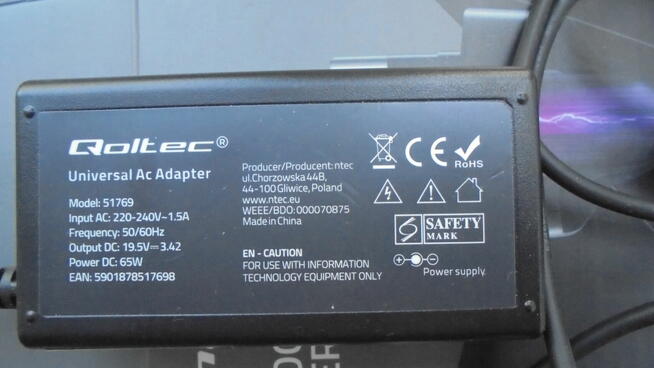 Qoltec®
Universal Ac Adapter
Model: 51769
Input AC: 220-240V~1.5A
Frequency: 50/60Hz
Output DC: 19.5V⎓3.42
Power DC: 65W
EAN: 5901878517698
Producer/Producent: ntec
ul.Chorzowska 44B,
44-100 Gliwice, Poland
www.ntec.eu
WEEE/BDO: 000070875
Made in China
EN - CAUTION
FOR USE WITH INFORMATION
TECHNOLOGY EQUIPMENT ONLY
CE
RoHS
SAFETY
MARK
Power supply.